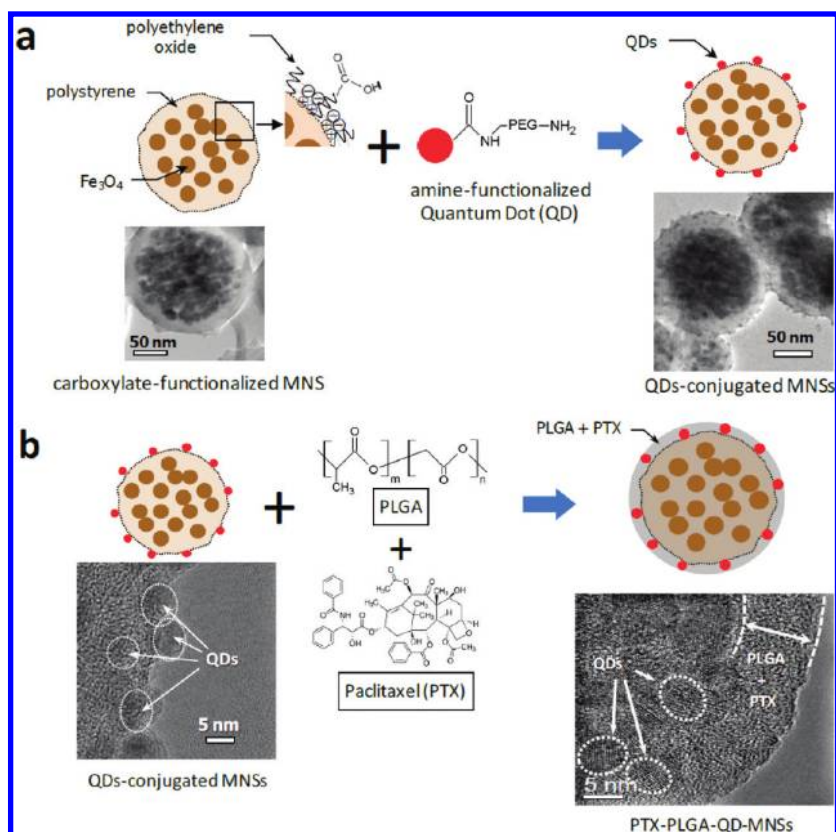 a
polyethylene
oxide
O
OH
polystyrene
Fe3O4
50 nm
carboxylate-functionalized MNS
+
O
NH
PEG-NH2
amine-functionalized
Quantum Dot (QD)
QDs
50 nm
QDs-conjugated MNSs
b
QDs
5 nm
QDs-conjugated MNSs
+
O
O
CH3
m
O
O
n
PLGA
+
Paclitaxel (PTX)
PLGA + PTX
QDs
PLGA
+
PTX
5 nm
PTX-PLGA-QD-MNSs